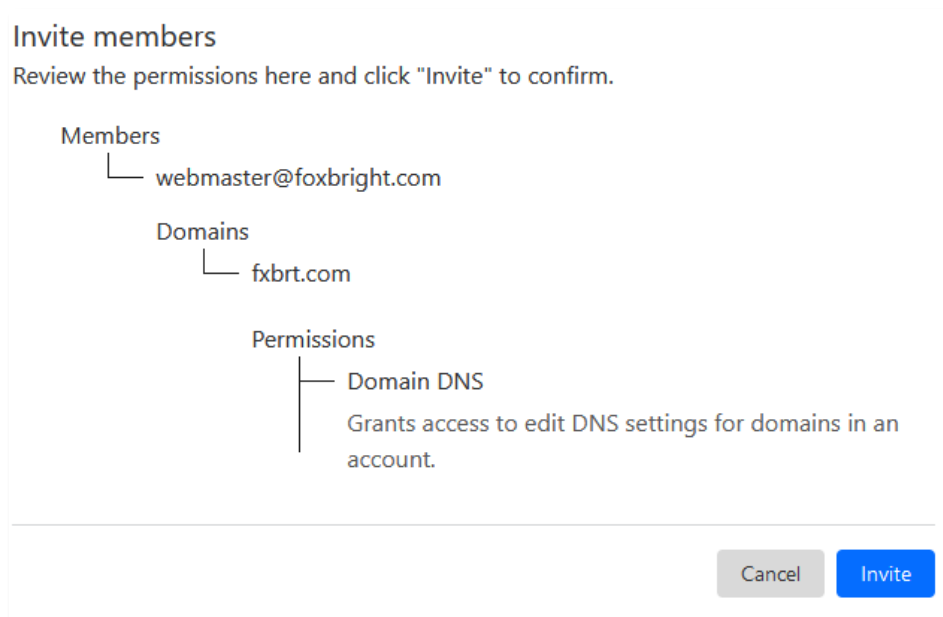 Invite members
Review the permissions here and click "Invite" to confirm.
Members
webmaster@foxbright.com
Domains
fxbrt.com
Permissions
Domain DNS
Grants access to edit DNS settings for domains in an
account.
Cancel
Invite